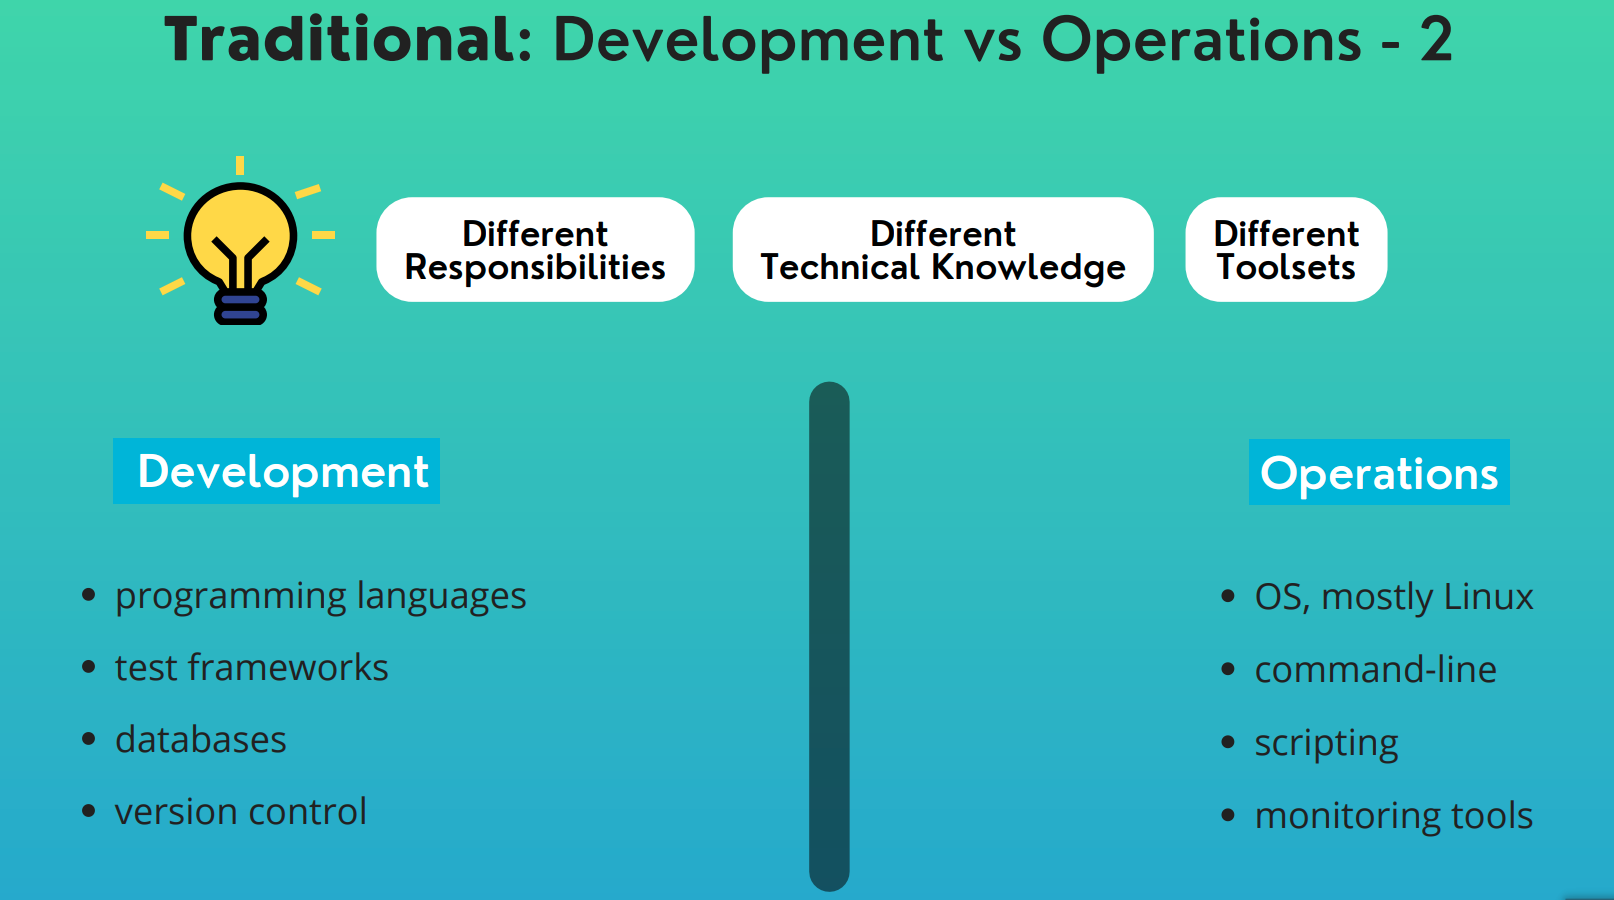 Traditional: Development vs Operations - 2
Different
Responsibilities
Different
Technical Knowledge
Different
Toolsets
Development
programming languages
test frameworks
databases
version control
Operations
OS, mostly Linux
command-line
scripting
monitoring tools